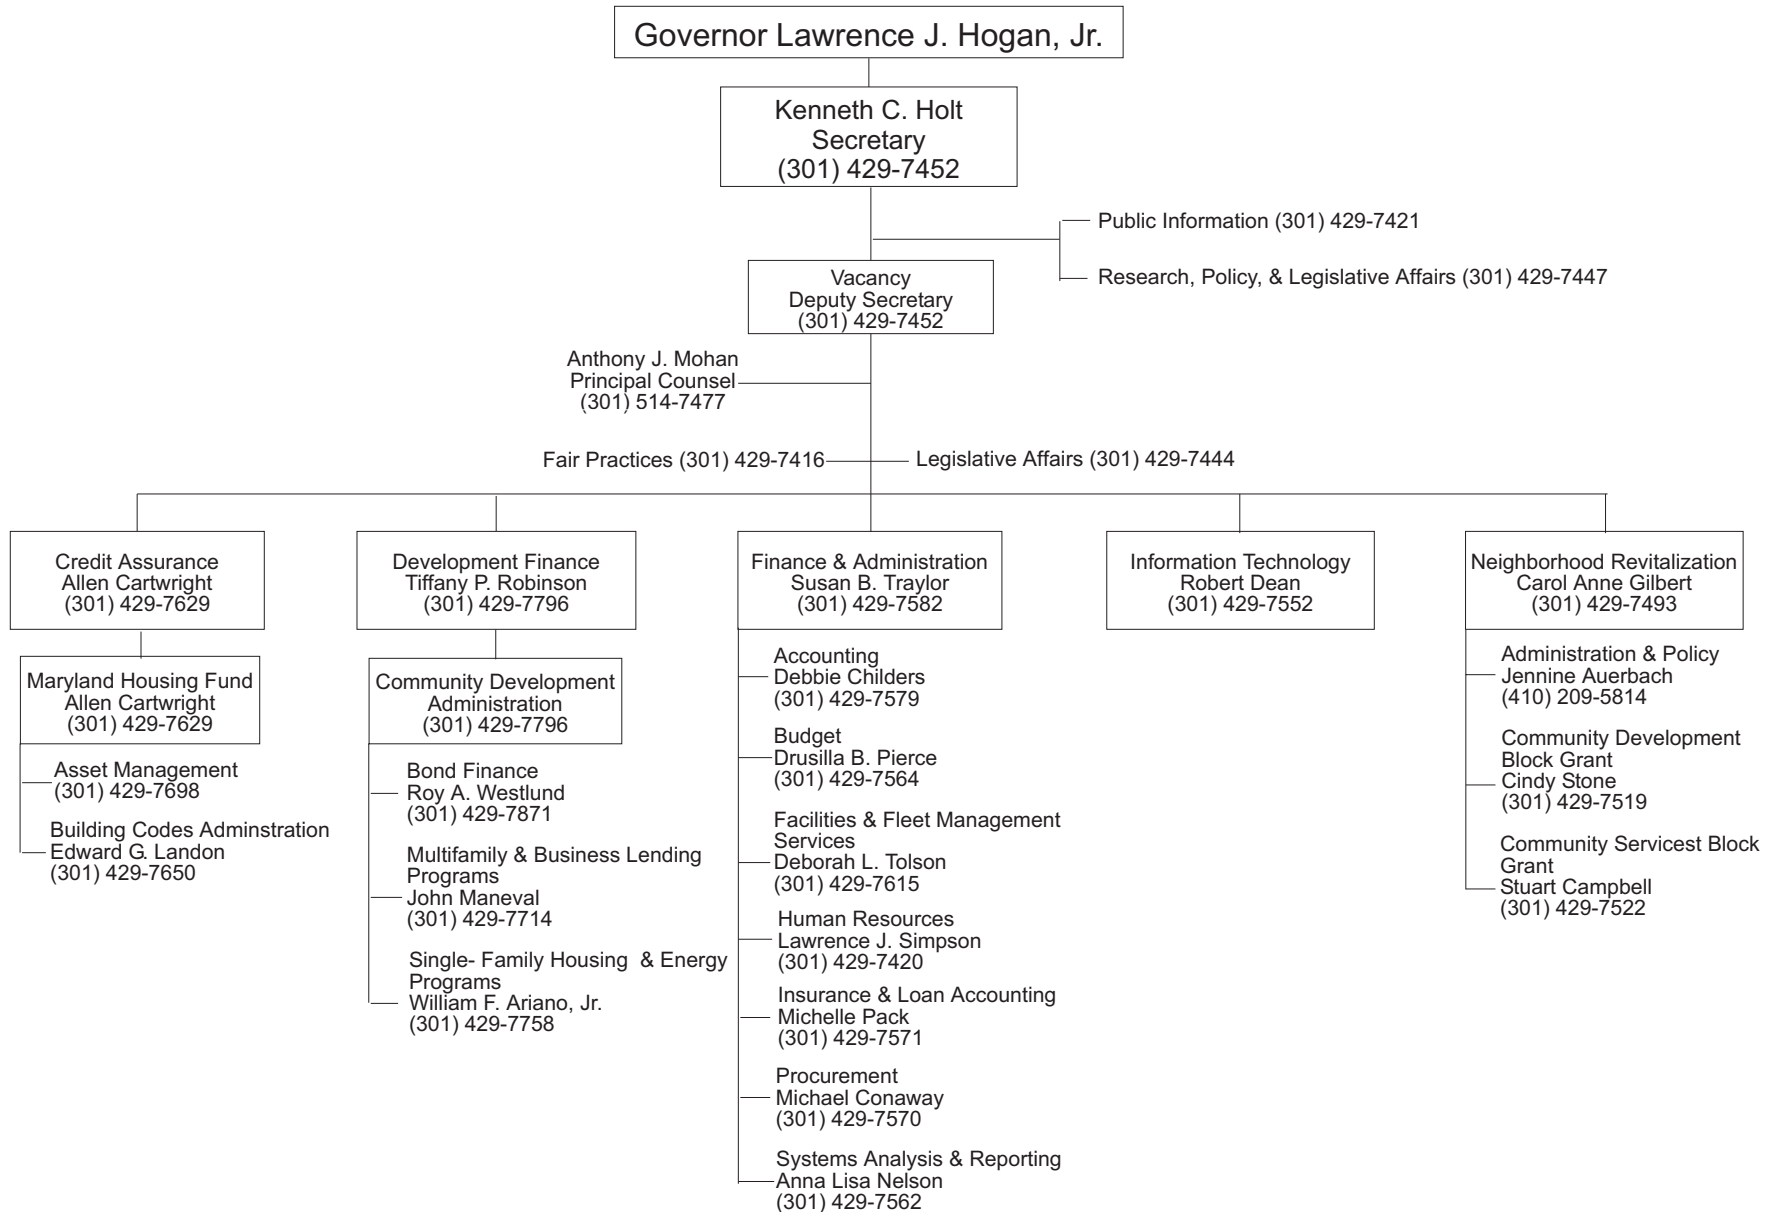 Governor Lawrence J. Hogan, Jr.
Kenneth C. Holt
Secretary
(301) 429-7452
Public Information (301) 429-7421
Research, Policy, & Legislative Affairs (301) 429-7447
Vacancy
Deputy Secretary
(301) 429-7452
Anthony J. Mohan
Principal Counsel
(301) 514-7477
Fair Practices (301) 429-7416
Legislative Affairs (301) 429-7444
Credit Assurance
Allen Cartwright
(301) 429-7629
Maryland Housing Fund
Allen Cartwright
(301) 429-7629
Asset Management
(301) 429-7698
Building Codes Adminstration
Edward G. Landon
(301) 429-7650
Development Finance
Tiffany P. Robinson
(301) 429-7796
Community Development
Administration
(301) 429-7796
Bond Finance
Roy A. Westlund
(301) 429-7871
Multifamily & Business Lending
Programs
John Maneval
(301) 429-7714
Single- Family Housing & Energy
Programs
William F. Ariano, Jr.
(301) 429-7758
Finance & Administration
Susan B. Traylor
(301) 429-7582
Accounting
Debbie Childers
(301) 429-7579
Budget
Drusilla B. Pierce
(301) 429-7564
Facilities & Fleet Management
Services
Deborah L. Tolson
(301) 429-7615
Human Resources
Lawrence J. Simpson
(301) 429-7420
Insurance & Loan Accounting
Michelle Pack
(301) 429-7571
Procurement
Michael Conaway
(301) 429-7570
Systems Analysis & Reporting
Anna Lisa Nelson
(301) 429-7562
Information Technology
Robert Dean
(301) 429-7552
Neighborhood Revitalization
Carol Anne Gilbert
(301) 429-7493
Administration & Policy
Jennine Auerbach
(410) 209-5814
Community Development
Block Grant
Cindy Stone
(301) 429-7519
Community Servicest Block
Grant
Stuart Campbell
(301) 429-7522